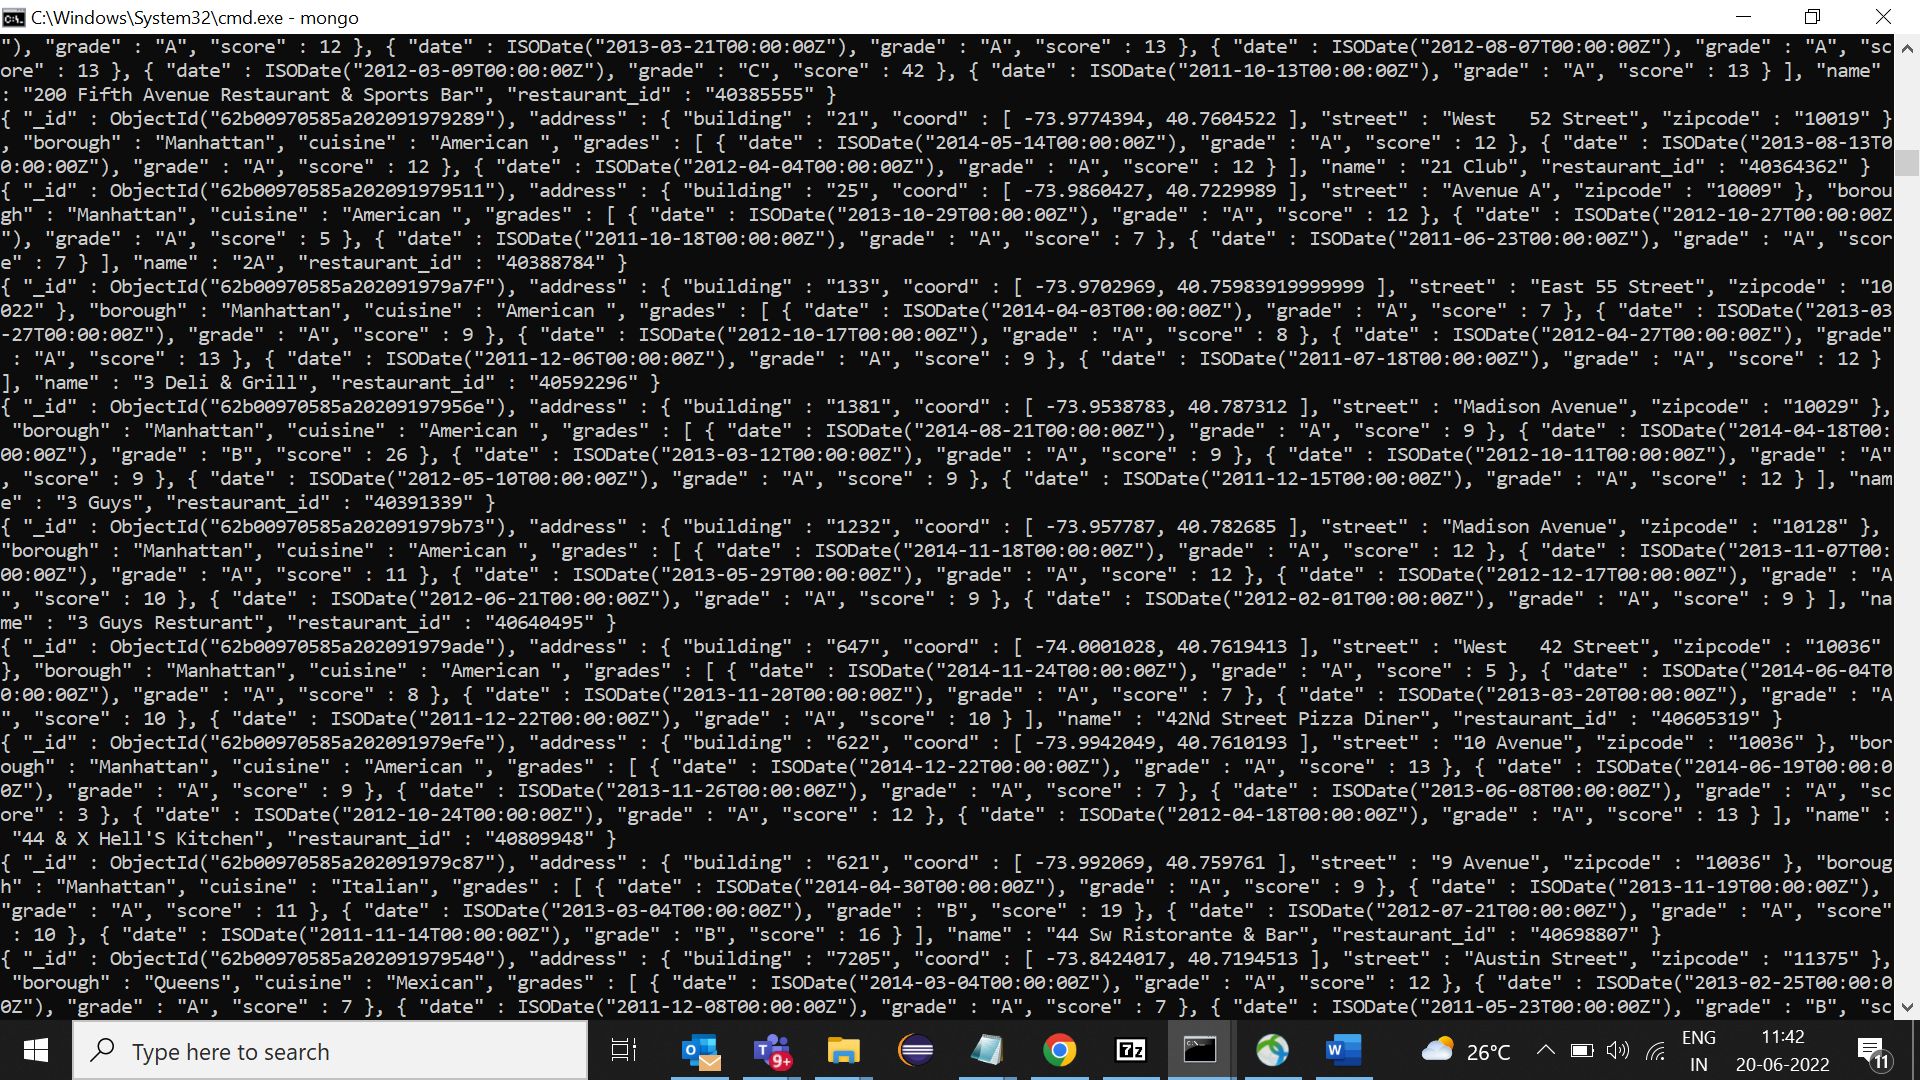 C:\Windows\System32\cmd.exe - mongo
"), "grade" : "A", "score" : 12 }, { "date" : ISODate("2013-03-21T00:00:00Z"), "grade" : "A", "score" : 13 }, { "date" : ISODate("2012-08-07T00:00:00Z"), "grade" : "A", "sc
ore" : 13 }, { "date" : ISODate("2012-03-09T00:00:00Z"), "grade" : "C", "score" : 42 }, { "date" : ISODate("2011-10-13T00:00:00Z"), "grade" : "A", "score" : 13 } ], "name"
: "200 Fifth Avenue Restaurant & Sports Bar", "restaurant_id" : "40385555" }
{ "_id" : ObjectId("62b00970585a202091979289"), "address" : { "building" : "21", "coord" : [ -73.9774394, 40.7604522 ], "street" : "West   52 Street", "zipcode" : "10019" }
, "borough" : "Manhattan", "cuisine" : "American ", "grades" : [ { "date" : ISODate("2014-05-14T00:00:00Z"), "grade" : "A", "score" : 12 }, { "date" : ISODate("2013-08-13T0
0:00:00Z"), "grade" : "A", "score" : 12 }, { "date" : ISODate("2012-04-04T00:00:00Z"), "grade" : "A", "score" : 12 } ], "name" : "21 Club", "restaurant_id" : "40364362" }
{ "_id" : ObjectId("62b00970585a202091979511"), "address" : { "building" : "25", "coord" : [ -73.9860427, 40.7229989 ], "street" : "Avenue A", "zipcode" : "10009" }, "borou
gh" : "Manhattan", "cuisine" : "American ", "grades" : [ { "date" : ISODate("2013-10-29T00:00:00Z"), "grade" : "A", "score" : 12 }, { "date" : ISODate("2012-10-27T00:00:00Z
"), "grade" : "A", "score" : 5 }, { "date" : ISODate("2011-10-18T00:00:00Z"), "grade" : "A", "score" : 7 }, { "date" : ISODate("2011-06-23T00:00:00Z"), "grade" : "A", "scor
e" : 7 } ], "name" : "2A", "restaurant_id" : "40388784" }
{ "_id" : ObjectId("62b00970585a202091979a7f"), "address" : { "building" : "133", "coord" : [ -73.9702969, 40.75983919999999 ], "street" : "East 55 Street", "zipcode" : "10
022" }, "borough" : "Manhattan", "cuisine" : "American ", "grades" : [ { "date" : ISODate("2014-04-03T00:00:00Z"), "grade" : "A", "score" : 7 }, { "date" : ISODate("2013-03
-27T00:00:00Z"), "grade" : "A", "score" : 9 }, { "date" : ISODate("2012-10-17T00:00:00Z"), "grade" : "A", "score" : 8 }, { "date" : ISODate("2012-04-27T00:00:00Z"), "grade"
 : "A", "score" : 13 }, { "date" : ISODate("2011-12-06T00:00:00Z"), "grade" : "A", "score" : 9 }, { "date" : ISODate("2011-07-18T00:00:00Z"), "grade" : "A", "score" : 12 }
], "name" : "3 Deli & Grill", "restaurant_id" : "40592296" }
{ "_id" : ObjectId("62b00970585a20209197956e"), "address" : { "building" : "1381", "coord" : [ -73.9538783, 40.787312 ], "street" : "Madison Avenue", "zipcode" : "10029" },
 "borough" : "Manhattan", "cuisine" : "American ", "grades" : [ { "date" : ISODate("2014-08-21T00:00:00Z"), "grade" : "A", "score" : 9 }, { "date" : ISODate("2014-04-18T00:
00:00Z"), "grade" : "B", "score" : 26 }, { "date" : ISODate("2013-03-12T00:00:00Z"), "grade" : "A", "score" : 9 }, { "date" : ISODate("2012-10-11T00:00:00Z"), "grade" : "A"
, "score" : 9 }, { "date" : ISODate("2012-05-10T00:00:00Z"), "grade" : "A", "score" : 9 }, { "date" : ISODate("2011-12-15T00:00:00Z"), "grade" : "A", "score" : 12 } ], "nam
e" : "3 Guys", "restaurant_id" : "40391339" }
{ "_id" : ObjectId("62b00970585a202091979b73"), "address" : { "building" : "1232", "coord" : [ -73.957787, 40.782685 ], "street" : "Madison Avenue", "zipcode" : "10128" },
"borough" : "Manhattan", "cuisine" : "American ", "grades" : [ { "date" : ISODate("2014-11-18T00:00:00Z"), "grade" : "A", "score" : 12 }, { "date" : ISODate("2013-11-07T00:
00:00Z"), "grade" : "A", "score" : 11 }, { "date" : ISODate("2013-05-29T00:00:00Z"), "grade" : "A", "score" : 12 }, { "date" : ISODate("2012-12-17T00:00:00Z"), "grade" : "A
", "score" : 10 }, { "date" : ISODate("2012-06-21T00:00:00Z"), "grade" : "A", "score" : 9 }, { "date" : ISODate("2012-02-01T00:00:00Z"), "grade" : "A", "score" : 9 } ], "na
me" : "3 Guys Resturant", "restaurant_id" : "40640495" }
{ "_id" : ObjectId("62b00970585a202091979ade"), "address" : { "building" : "647", "coord" : [ -74.0001028, 40.7619413 ], "street" : "West   42 Street", "zipcode" : "10036"
}, "borough" : "Manhattan", "cuisine" : "American ", "grades" : [ { "date" : ISODate("2014-11-24T00:00:00Z"), "grade" : "A", "score" : 5 }, { "date" : ISODate("2014-06-04T0
0:00:00Z"), "grade" : "A", "score" : 8 }, { "date" : ISODate("2013-11-20T00:00:00Z"), "grade" : "A", "score" : 7 }, { "date" : ISODate("2013-03-20T00:00:00Z"), "grade" : "A
", "score" : 10 }, { "date" : ISODate("2011-12-22T00:00:00Z"), "grade" : "A", "score" : 10 } ], "name" : "42Nd Street Pizza Diner", "restaurant_id" : "40605319" }
{ "_id" : ObjectId("62b00970585a202091979efe"), "address" : { "building" : "622", "coord" : [ -73.9942049, 40.7610193 ], "street" : "10 Avenue", "zipcode" : "10036" }, "bor
ough" : "Manhattan", "cuisine" : "American ", "grades" : [ { "date" : ISODate("2014-12-22T00:00:00Z"), "grade" : "A", "score" : 13 }, { "date" : ISODate("2014-06-19T00:00:0
0Z"), "grade" : "A", "score" : 9 }, { "date" : ISODate("2013-11-26T00:00:00Z"), "grade" : "A", "score" : 7 }, { "date" : ISODate("2013-06-08T00:00:00Z"), "grade" : "A", "sc
ore" : 3 }, { "date" : ISODate("2012-10-24T00:00:00Z"), "grade" : "A", "score" : 12 }, { "date" : ISODate("2012-04-18T00:00:00Z"), "grade" : "A", "score" : 13 } ], "name" :
 "44 & X Hell'S Kitchen", "restaurant_id" : "40809948" }
{ "_id" : ObjectId("62b00970585a202091979c87"), "address" : { "building" : "621", "coord" : [ -73.992069, 40.759761 ], "street" : "9 Avenue", "zipcode" : "10036" }, "boroug
h" : "Manhattan", "cuisine" : "Italian", "grades" : [ { "date" : ISODate("2014-04-30T00:00:00Z"), "grade" : "A", "score" : 9 }, { "date" : ISODate("2013-11-19T00:00:00Z"),
"grade" : "A", "score" : 11 }, { "date" : ISODate("2013-03-04T00:00:00Z"), "grade" : "B", "score" : 19 }, { "date" : ISODate("2012-07-21T00:00:00Z"), "grade" : "A", "score"
 : 10 }, { "date" : ISODate("2011-11-14T00:00:00Z"), "grade" : "B", "score" : 16 } ], "name" : "44 Sw Ristorante & Bar", "restaurant_id" : "40698807" }
{ "_id" : ObjectId("62b00970585a202091979540"), "address" : { "building" : "7205", "coord" : [ -73.8424017, 40.7194513 ], "street" : "Austin Street", "zipcode" : "11375" },
 "borough" : "Queens", "cuisine" : "Mexican", "grades" : [ { "date" : ISODate("2014-03-04T00:00:00Z"), "grade" : "A", "score" : 12 }, { "date" : ISODate("2013-02-25T00:00:0
0Z"), "grade" : "A", "score" : 7 }, { "date" : ISODate("2011-12-08T00:00:00Z"), "grade" : "A", "score" : 7 }, { "date" : ISODate("2011-05-23T00:00:00Z"), "grade" : "B", "sc
Type here to search
9+
7z
W
26°C
ENG
IN
11:42
20-06-2022
11